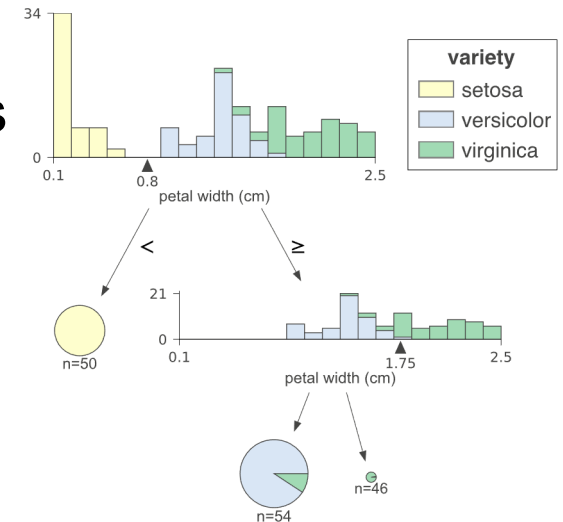 34
0
0.1
0.8
2.5
petal width (cm)
variety
setosa
versicolor
virginica
s
<
≥
n=50
21
0
0.1
1.75
2.5
petal width (cm)
n=54
n=46